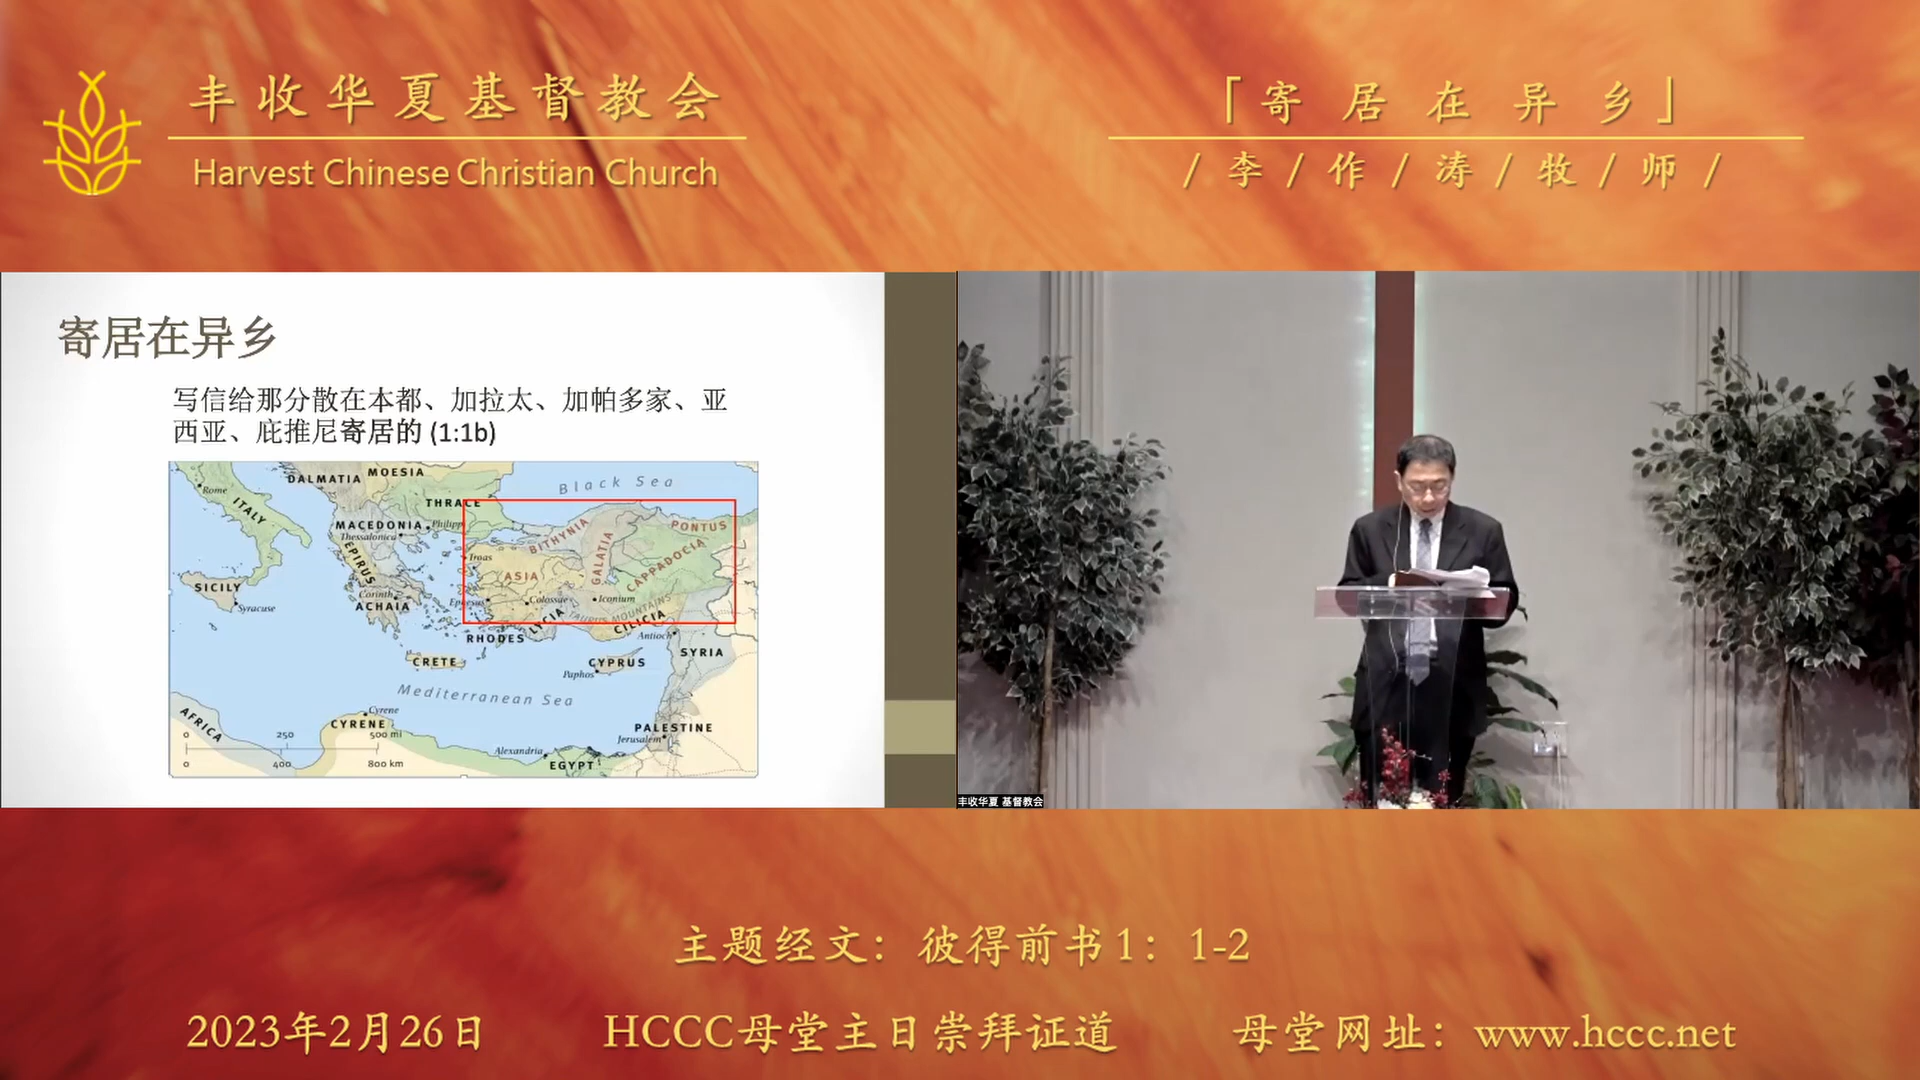 丰收华夏基督教会
Harvest Chinese Christian Church
「寄居在异乡」
/ 李 / 作 / 涛 / 牧 / 师 /
寄居在异乡
写信给那分散在本都、加拉太、加帕多家、亚
西亚、庇推尼寄居的 (1:1b)
MOESIA
DALMATIA
Black Sea
Rome
ITALY
THRACE
MACEDONIA
Philippi
PONTUS
Thessalonica
BITHYNIA
EPIRUS
GALATIA
CAPPADOCIA
Troas
ASIA
SICILY
Syracuse
Corinth
ACHAIA
Ephesus
Colossae
Iconium
LYCIA
TAURUS MOUNTAINS
CILICIA
RHODES
Antioch
SYRIA
CRETE
CYPRUS
Paphos
Mediterranean Sea
AFRICA
Cyrene
CYRENE
PALESTINE
Jerusalem
0 250 500 mi
0 400 800 km
Alexandria
EGYPT
丰收华夏 基督教会
主题经文：彼得前书 1：1-2
2023年2月26日
HCCC母堂主日崇拜证道
母堂网址：www.hccc.net